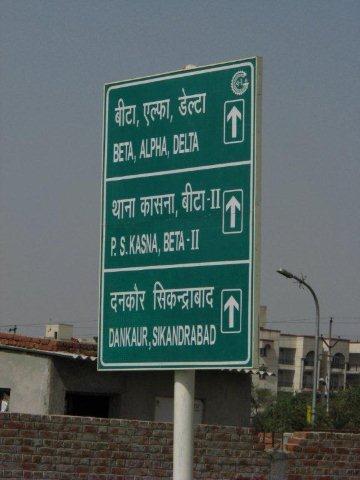 बीटा, एल्फा, डेल्टा
BETA, ALPHA, DELTA
थाना कासना, बीटा-II
P. S. KASNA, BETA-II
दनकोर सिकन्द्राबाद
DANKAUR, SIKANDRABAD